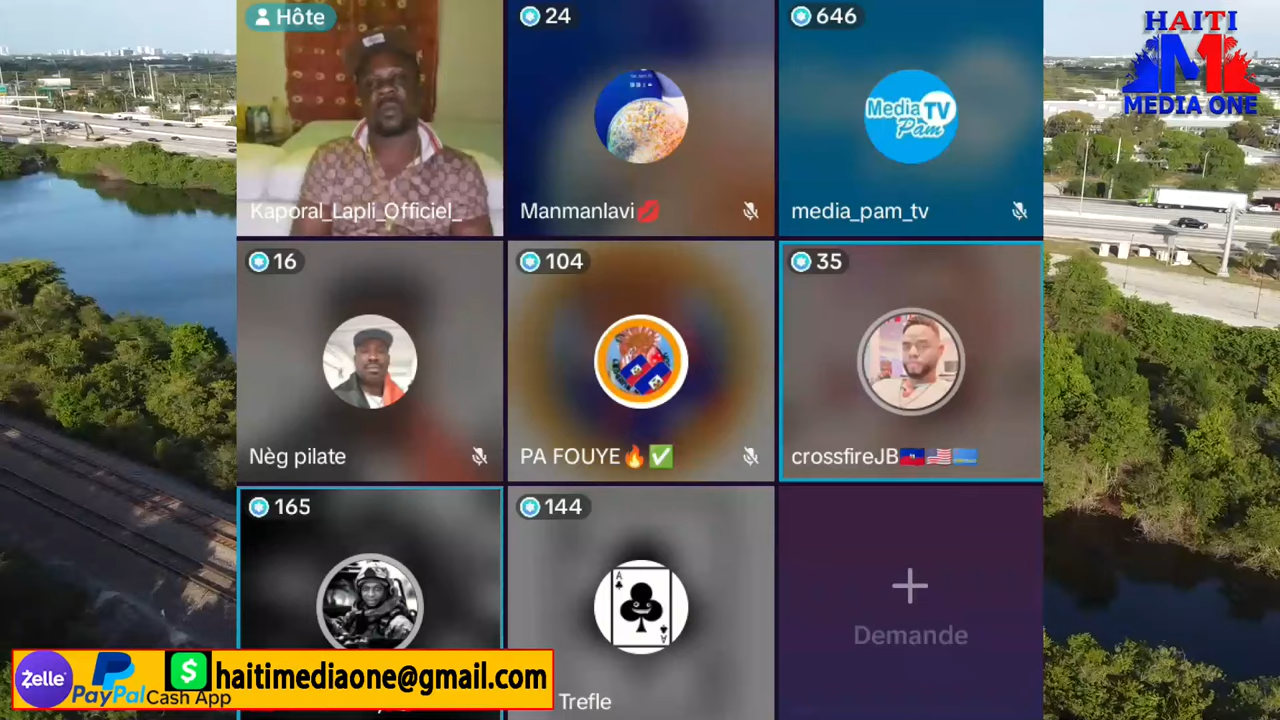 Hôte
24
646
HAITI
M
MEDIA ONE
Media TV
Pam
Kaporal_Lapli_Officiel_
Manmanlavi💋
media_pam_tv
16
104
35
Nèg pilate
PA FOUYE🔥✅
crossfireJB🇭🇹🇺🇸🇦🇼
165
144
A
A
Demande
Zelle
PayPal
$
Cash App
haitimediaone@gmail.com
Trefle